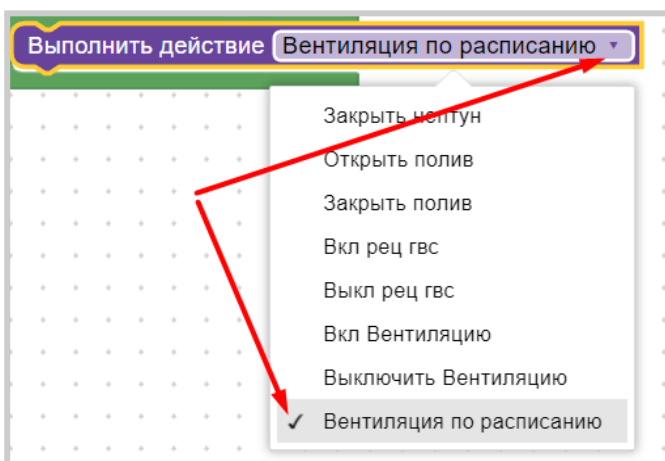 Выполнить действие Вентиляция по расписанию
Закрыть нептун
Открыть полив
Закрыть полив
Вкл рец гвс
Выкл рец гвс
Вкл Вентиляцию
Выключить Вентиляцию
Вентиляция по расписанию